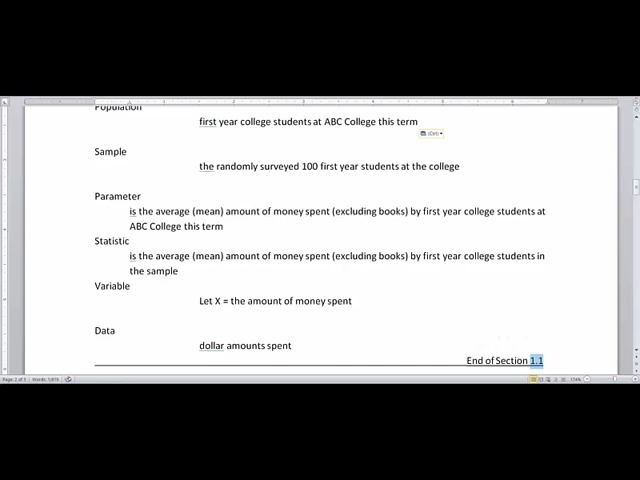 Population
first year college students at ABC College this term
(Ctrl)
Sample
the randomly surveyed 100 first year students at the college
Parameter
is the average (mean) amount of money spent (excluding books) by first year college students at
ABC College this term
Statistic
is the average (mean) amount of money spent (excluding books) by first year college students in
the sample
Variable
Let X = the amount of money spent
Data
dollar amounts spent
End of Section 1.1